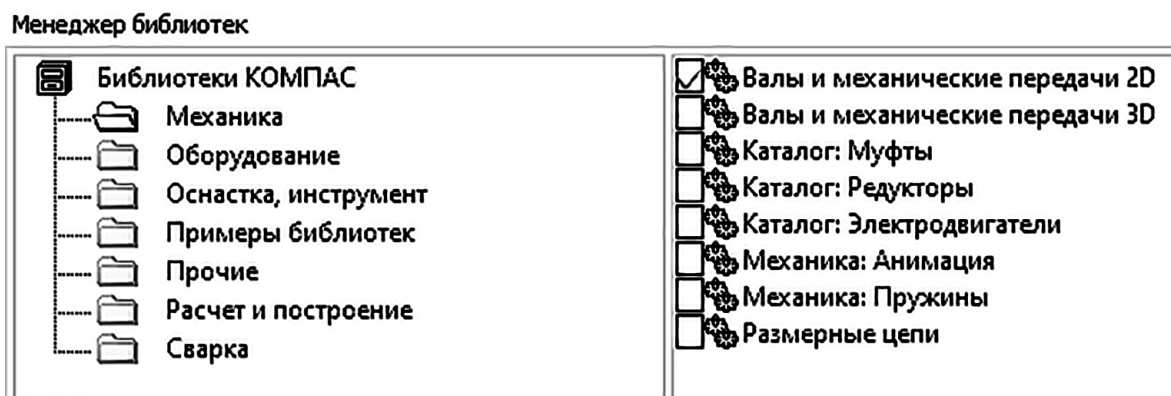 Менеджер библиотек
Библиотеки КОМПАС
Механика
Оборудование
Оснастка, инструмент
Примеры библиотек
Прочие
Расчет и построение
Сварка
Валы и механические передачи 2D
Валы и механические передачи 3D
Каталог: Муфты
Каталог: Редукторы
Каталог: Электродвигатели
Механика: Анимация
Механика: Пружины
Размерные цепи